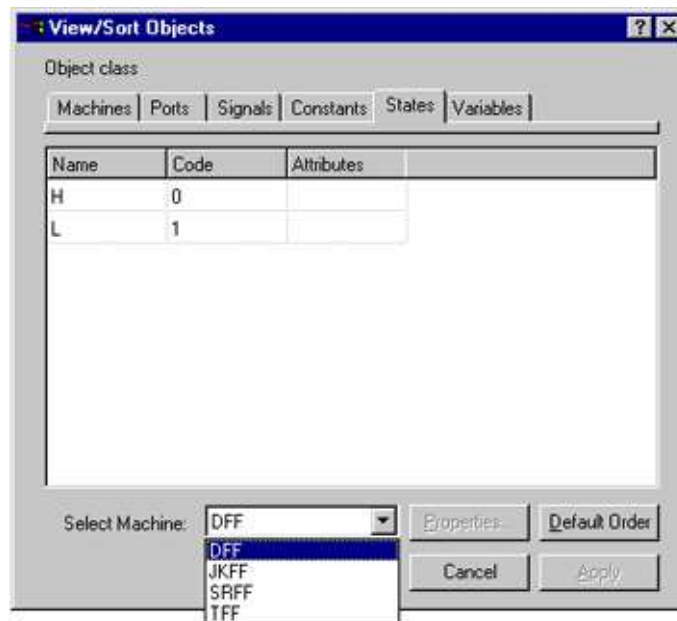 View/Sort Objects
Object class
Machines Ports Signals Constants States Variables
Name Code Attributes
H 0
L 1
Select Machine: DFF Properties... Default Order
DFF
JKFF Cancel Apply
SRFF
TFF